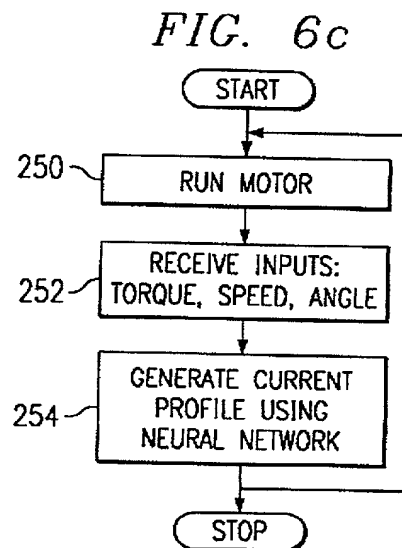 FIG. 6c
START
250
RUN MOTOR
252
RECEIVE INPUTS:
TORQUE, SPEED, ANGLE
254
GENERATE CURRENT
PROFILE USING
NEURAL NETWORK
STOP